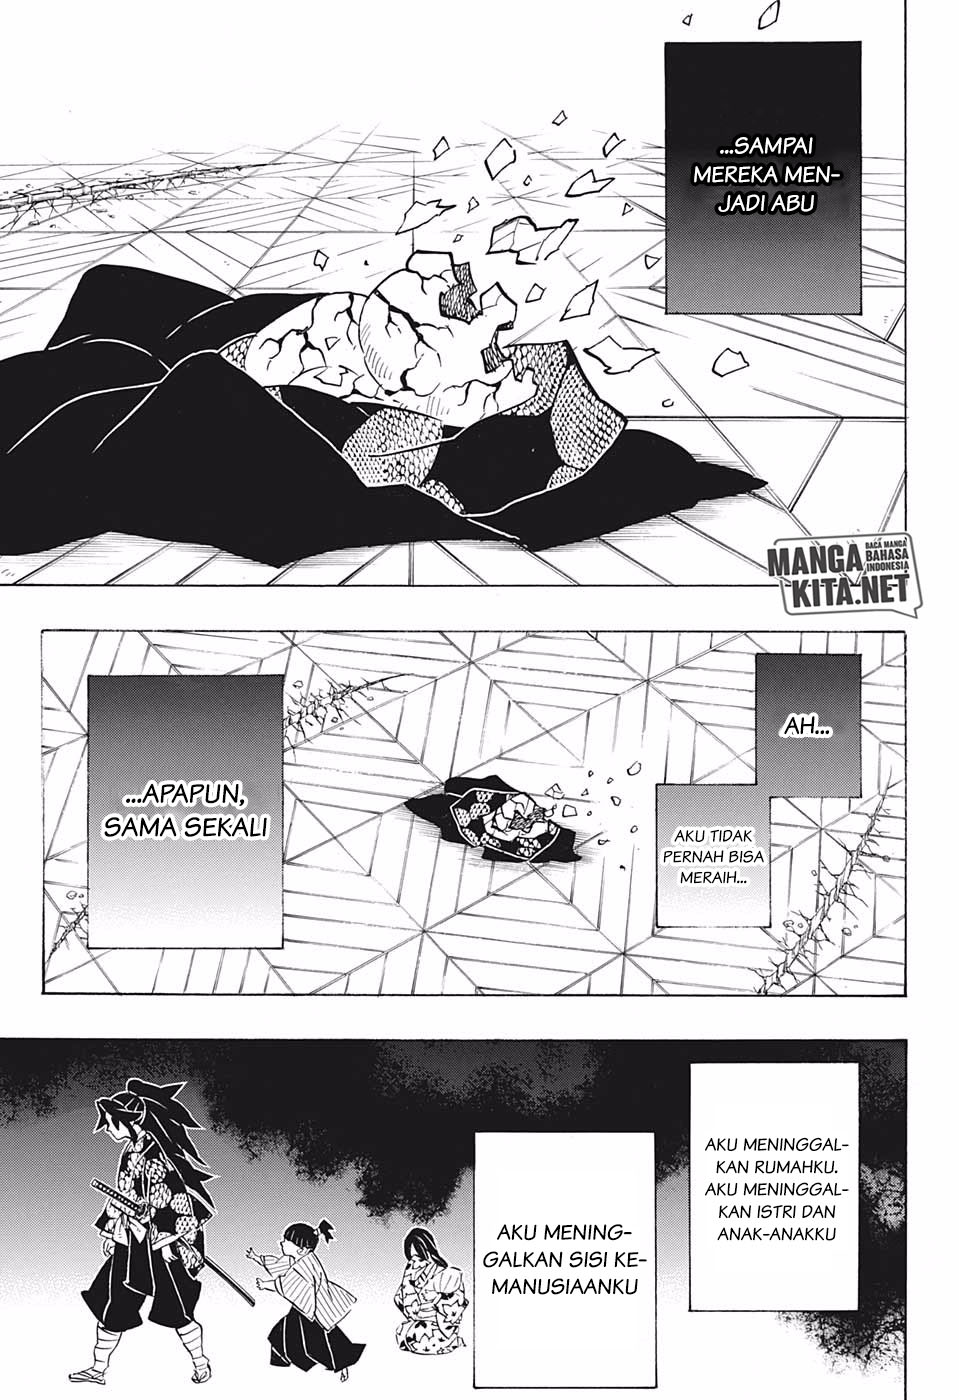 ...SAMPAI
MEREKA MEN-
JADI ABU
MANGA
KITA.NET
BACA MANGA
BAHASA
INDONESIA
AH...
AKU TIDAK
PERNAH BISA
MERAIH...
...APAPUN,
SAMA SEKALI
AKU MENINGGAL-
KAN RUMAHKU.
AKU MENINGGAL-
KAN ISTRI DAN
ANAK-ANAKKU
AKU MENING-
GALKAN SISI KE-
MANUSIAANKU